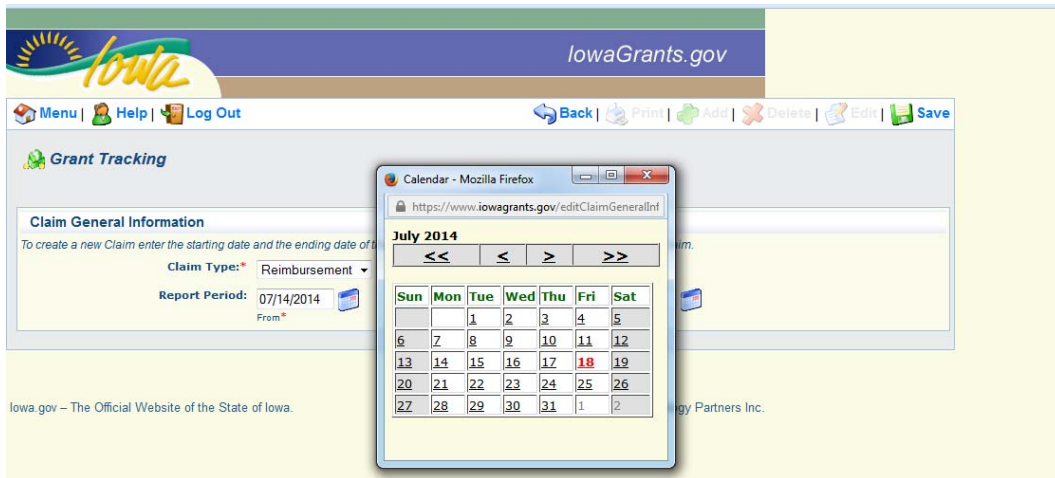 Iowa
IowaGrants.gov
Menu | Help | Log Out
Back | Print | Add | Delete | Edit | Save
Grant Tracking
Calendar - Mozilla Firefox
https://www.iowagrants.gov/editClaimGeneralInf
Claim General Information
To create a new Claim enter the starting date and the ending date of
im.
Claim Type:* Reimbursement
Report Period: 07/14/2014
From*
July 2014
<< < > >>
Sun Mon Tue Wed Thu Fri Sat
1 2 3 4 5
6 7 8 9 10 11 12
13 14 15 16 17 18 19
20 21 22 23 24 25 26
27 28 29 30 31 1 2
Iowa.gov – The Official Website of the State of Iowa.
gy Partners Inc.